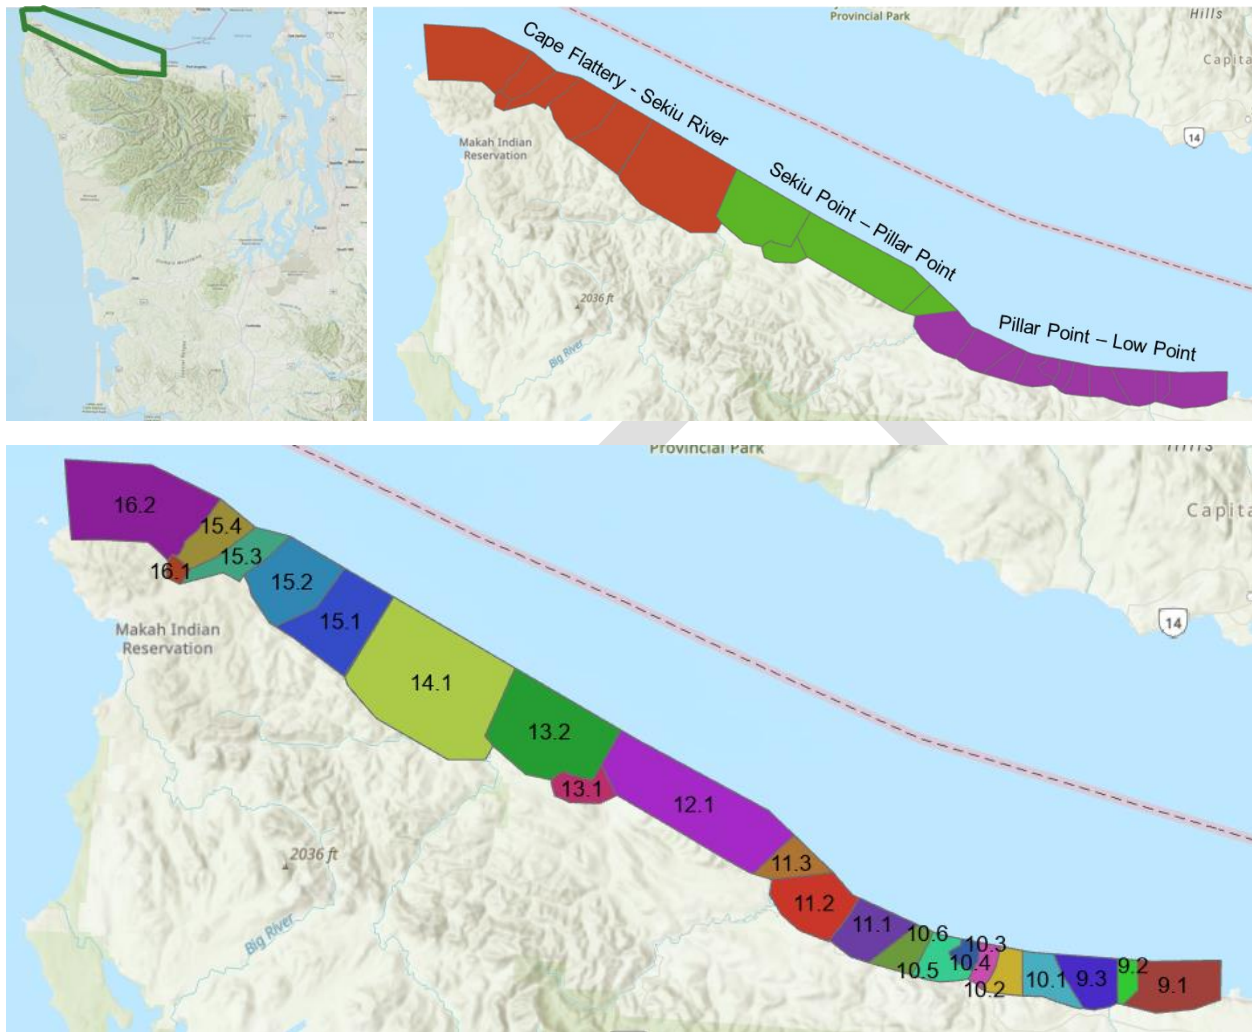 Provincial Park
Hills
Capita
14
Cape Flattery - Sekiu River
Makah Indian
Reservation
Sekiu Point – Pillar Point
2036 ft
Big River
Pillar Point – Low Point
Provincial Park
Hills
Capita
14
16.2
15.4
15.3
16.1
15.2
15.1
Makah Indian
Reservation
14.1
13.2
13.1
12.1
2036 ft
11.3
11.2
11.1
10.6
10.3
10.5
10.4
10.2
10.1
9.3
9.2
9.1
Big River